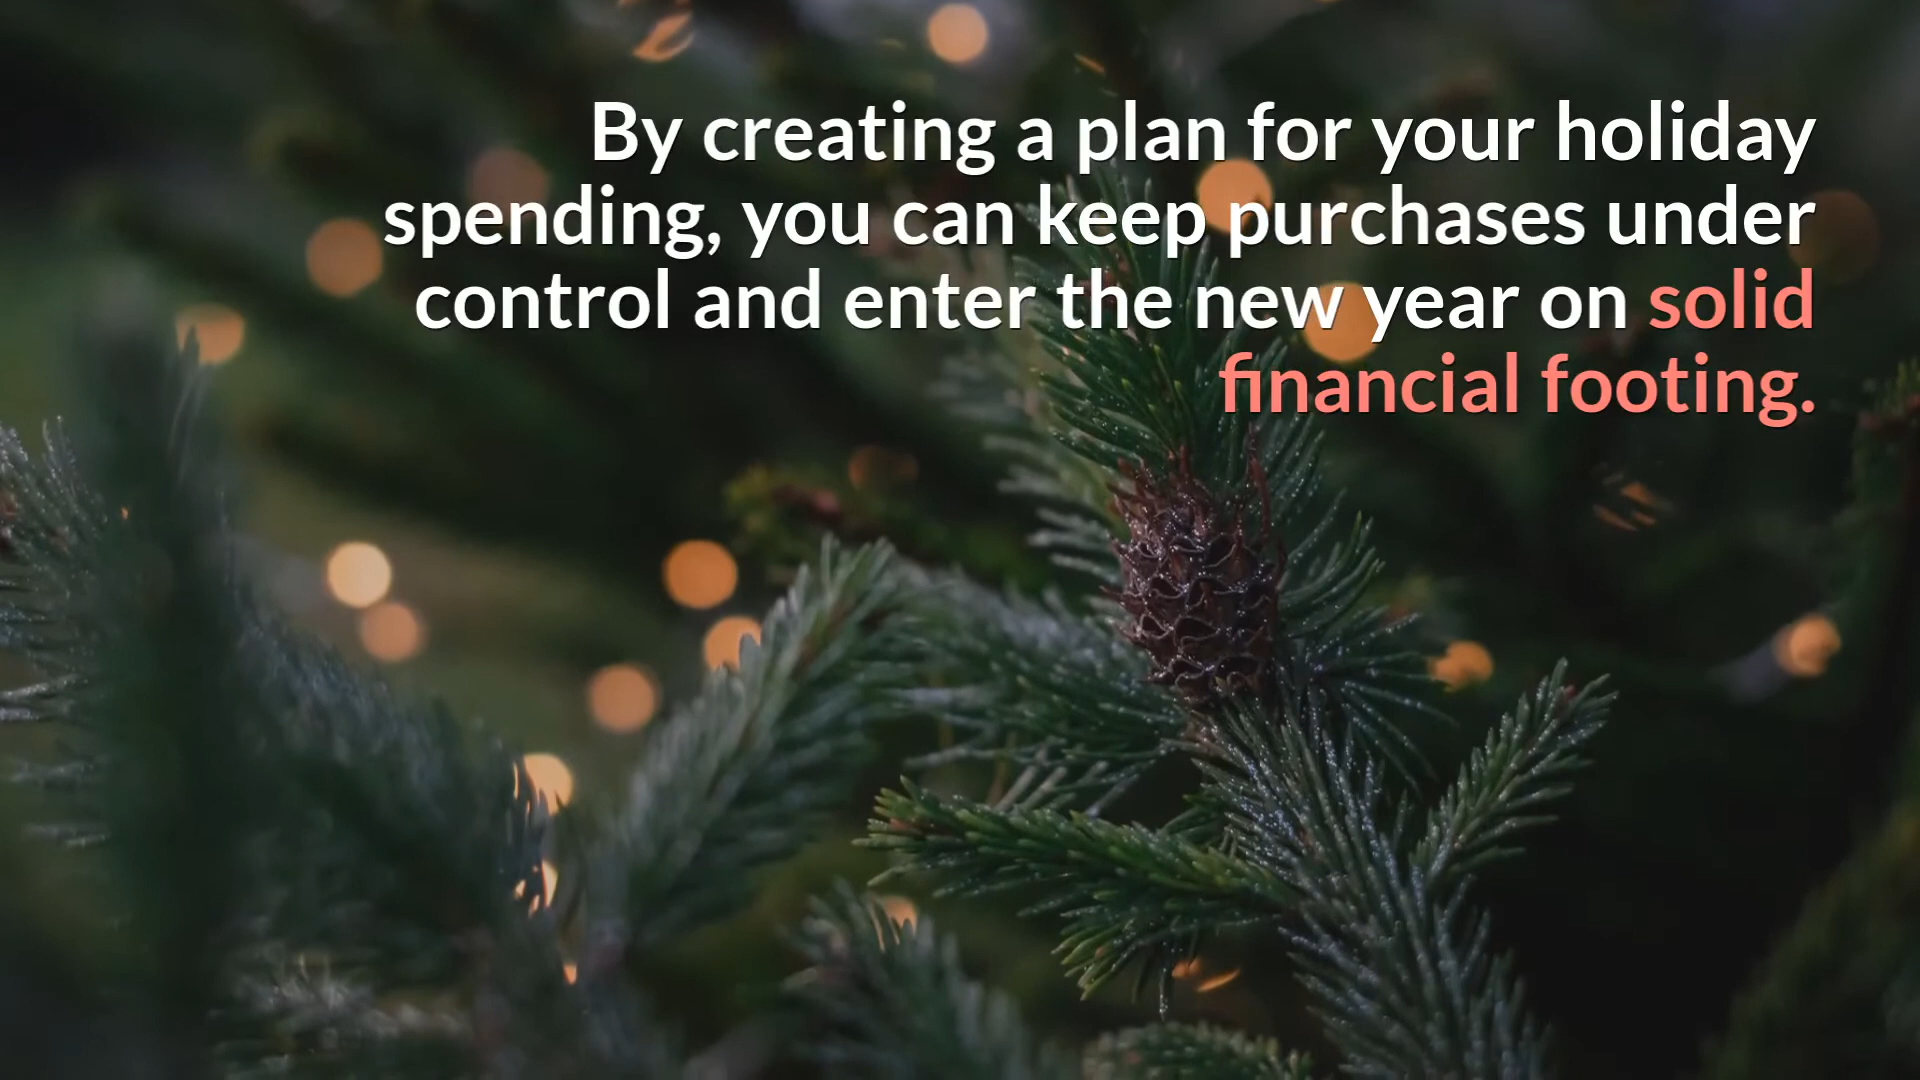 By creating a plan for your holiday
spending, you can keep purchases under
control and enter the new year on solid
financial footing.